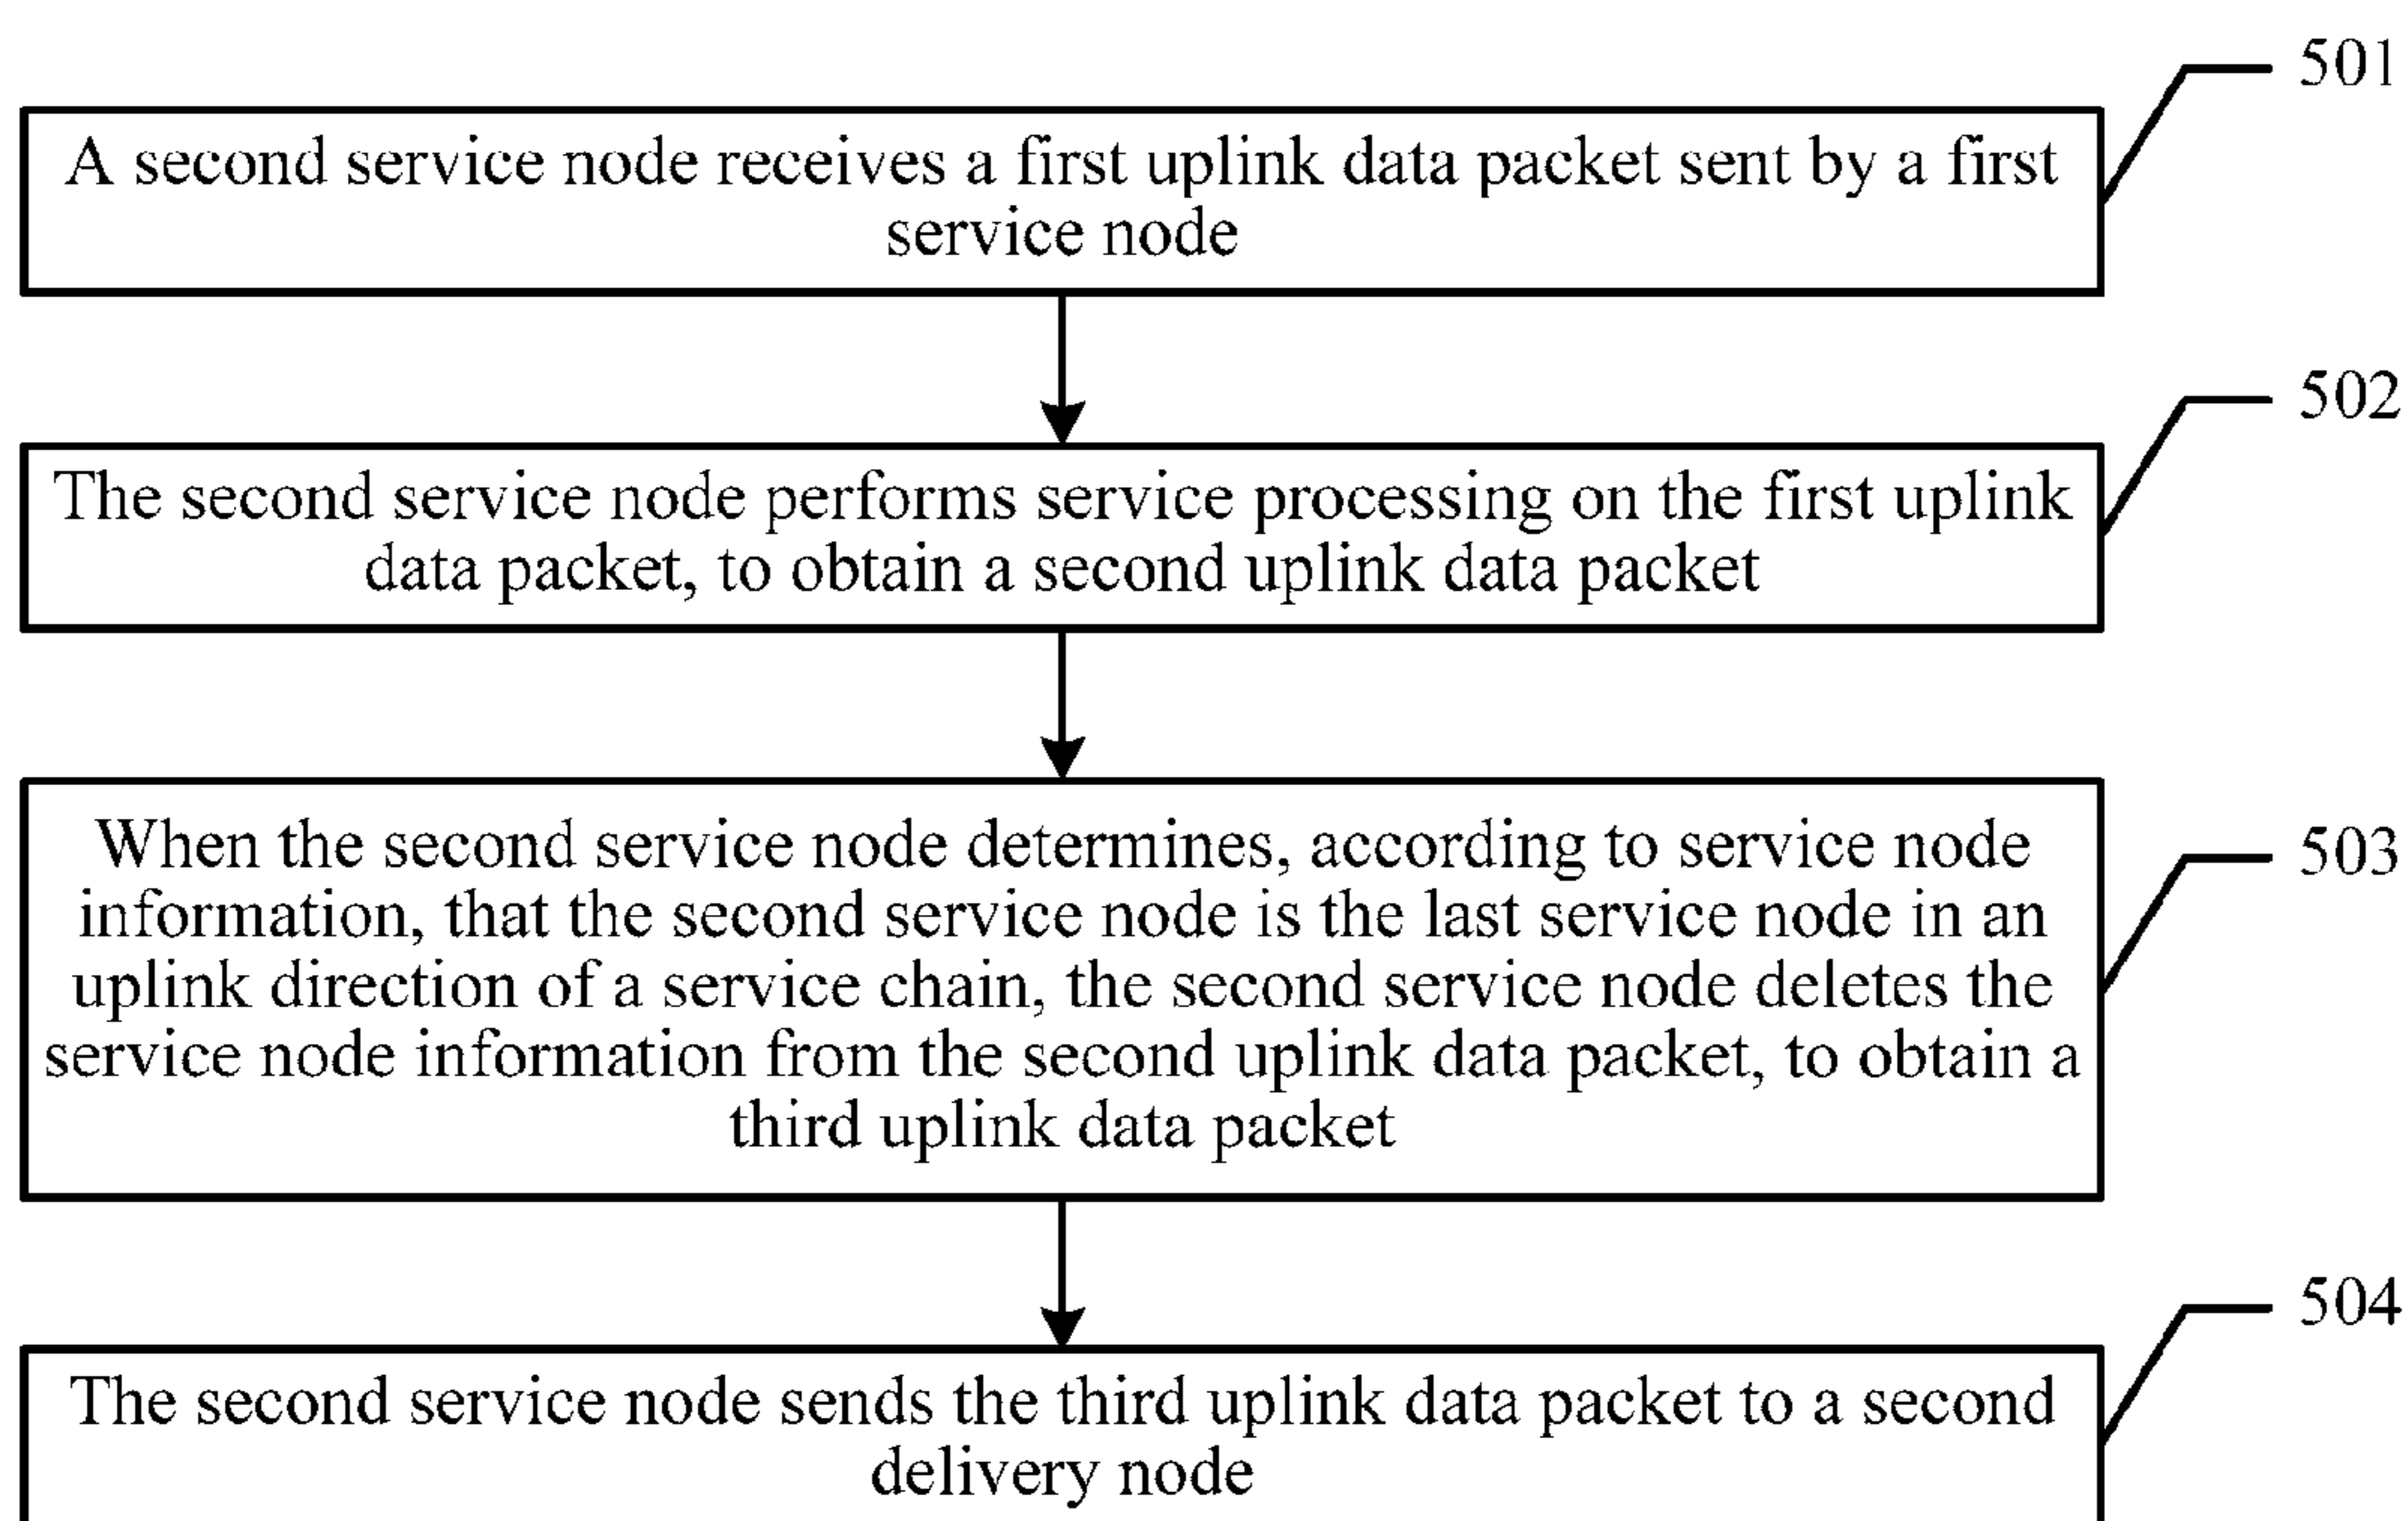 501
A second service node receives a first uplink data packet sent by a first
service node
502
The second service node performs service processing on the first uplink
data packet, to obtain a second uplink data packet
503
When the second service node determines, according to service node
information, that the second service node is the last service node in an
uplink direction of a service chain, the second service node deletes the
service node information from the second uplink data packet, to obtain a
third uplink data packet
504
The second service node sends the third uplink data packet to a second
delivery node